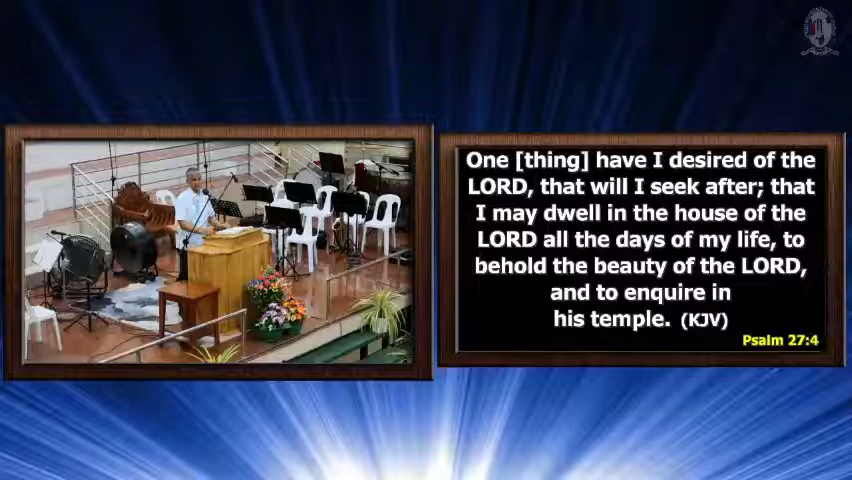 One [thing] have I desired of the
LORD, that will I seek after; that
I may dwell in the house of the
LORD all the days of my life, to
behold the beauty of the LORD,
and to enquire in
his temple. (KJV)
Psalm 27:4